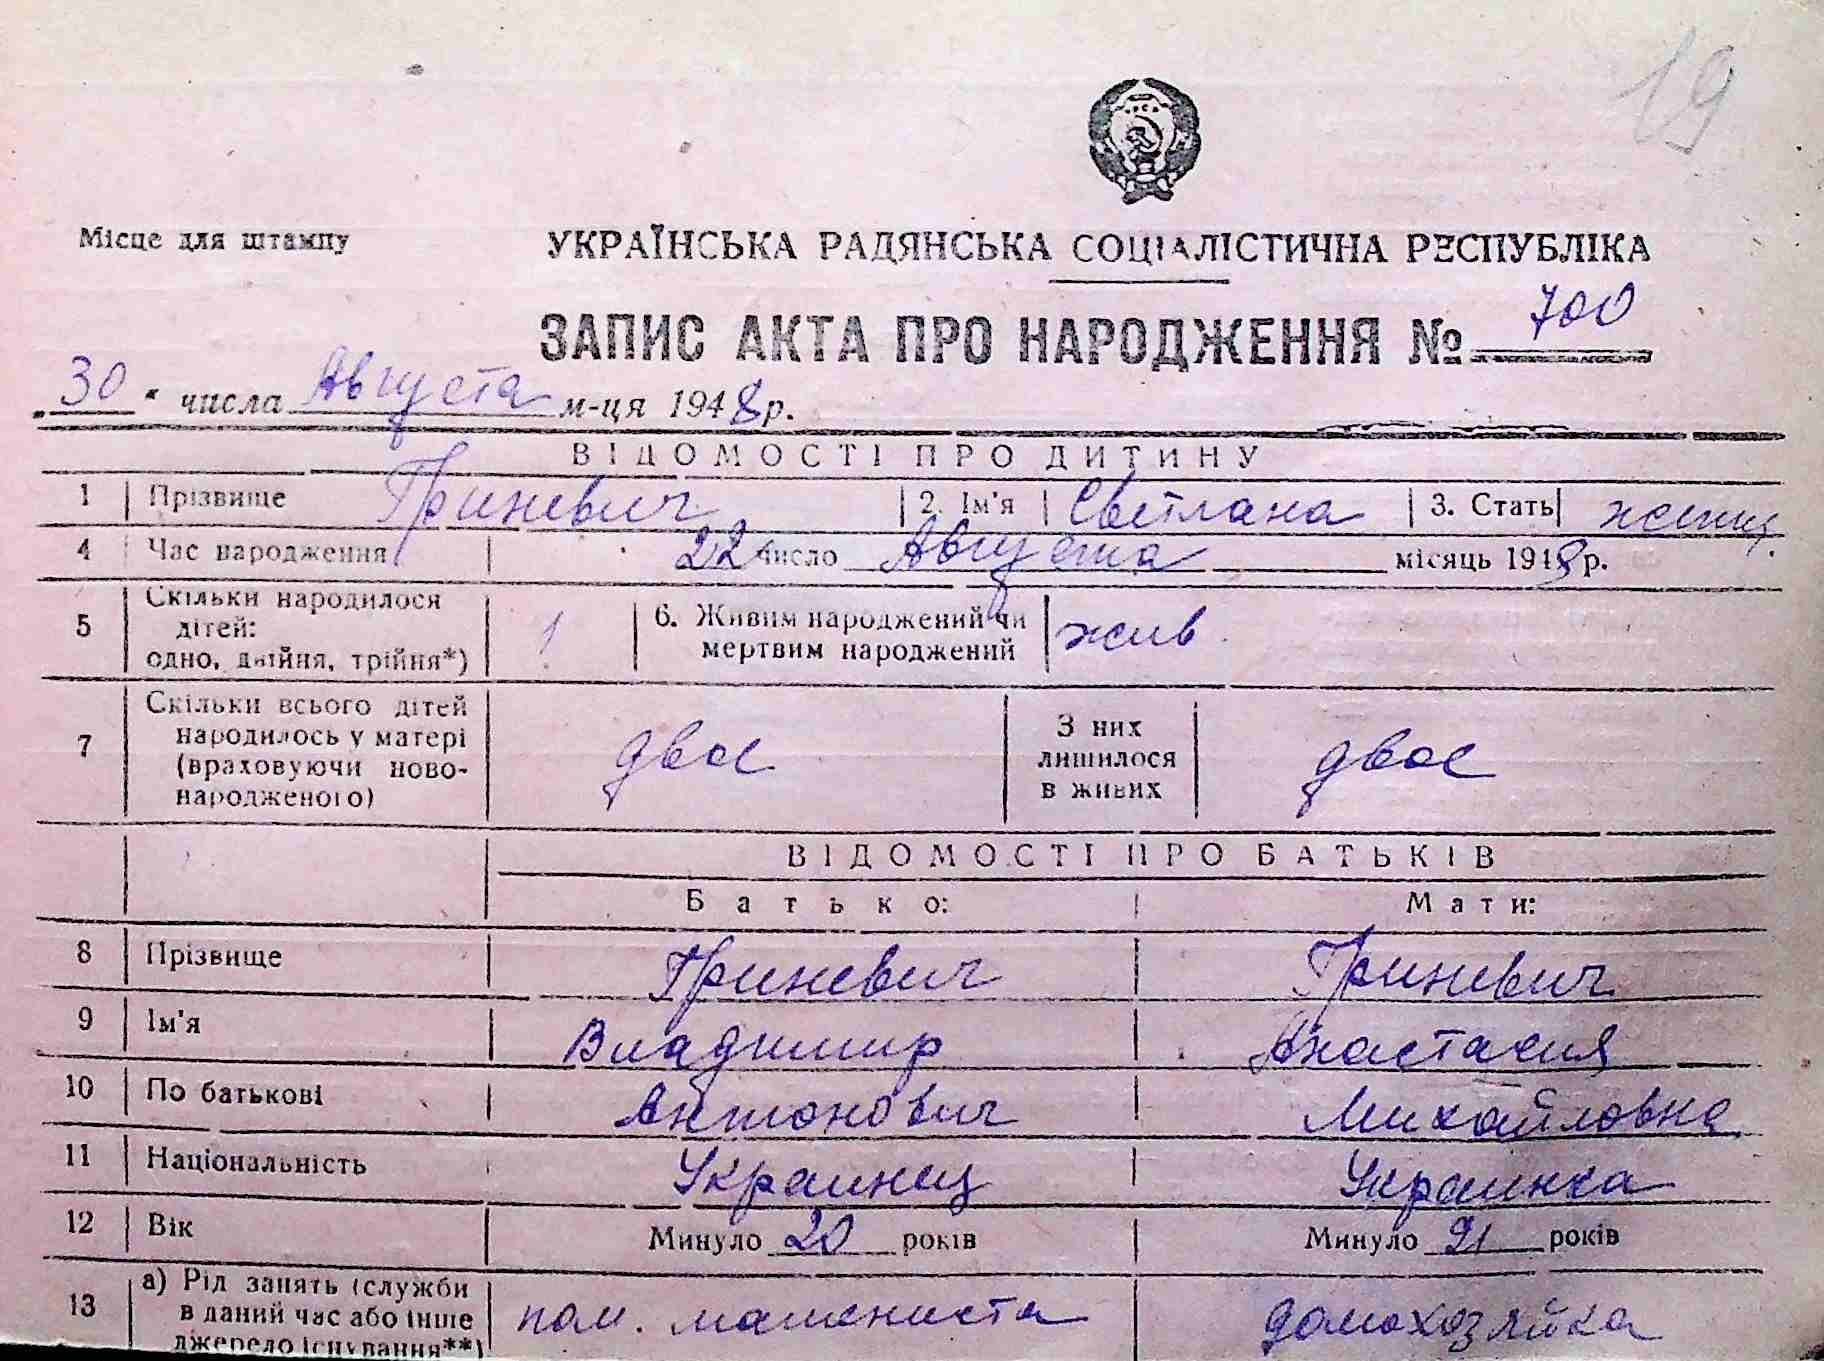 19
Місце для штампу
УКРАЇНСЬКА РАДЯНСЬКА СОЦІАЛІСТИЧНА РЕСПУБЛІКА
ЗАПИС АКТА ПРО НАРОДЖЕННЯ № 700
„30“ числа Августа м-ця 1948 р.
ВІДОМОСТІ ПРО ДИТИНУ
1 Прізвище Гриневич 2. Ім'я Светлана 3. Стать женщ.
4 Час народження 22 число Августа місяць 1948 р.
5 Скільки народилося дітей: одно, двійня, трійня*) 1 6. Живим народжений чи мертвим народжений жив.
7 Скільки всього дітей народилось у матері (враховуючи ново-народженого) двое З них лишилося в живих двое
ВІДОМОСТІ ПРО БАТЬКІВ
Батько: Мати:
8 Прізвище Гриневич Гриневич
9 Ім'я Владимир Анастасия
10 По батькові Антонович Михайловна
11 Національність Украинец Украинка
12 Вік Минуло 20 років Минуло 21 років
13 а) Рід занять (служби в даний час або інше джерело існування**) пом. машениста домохозяйка